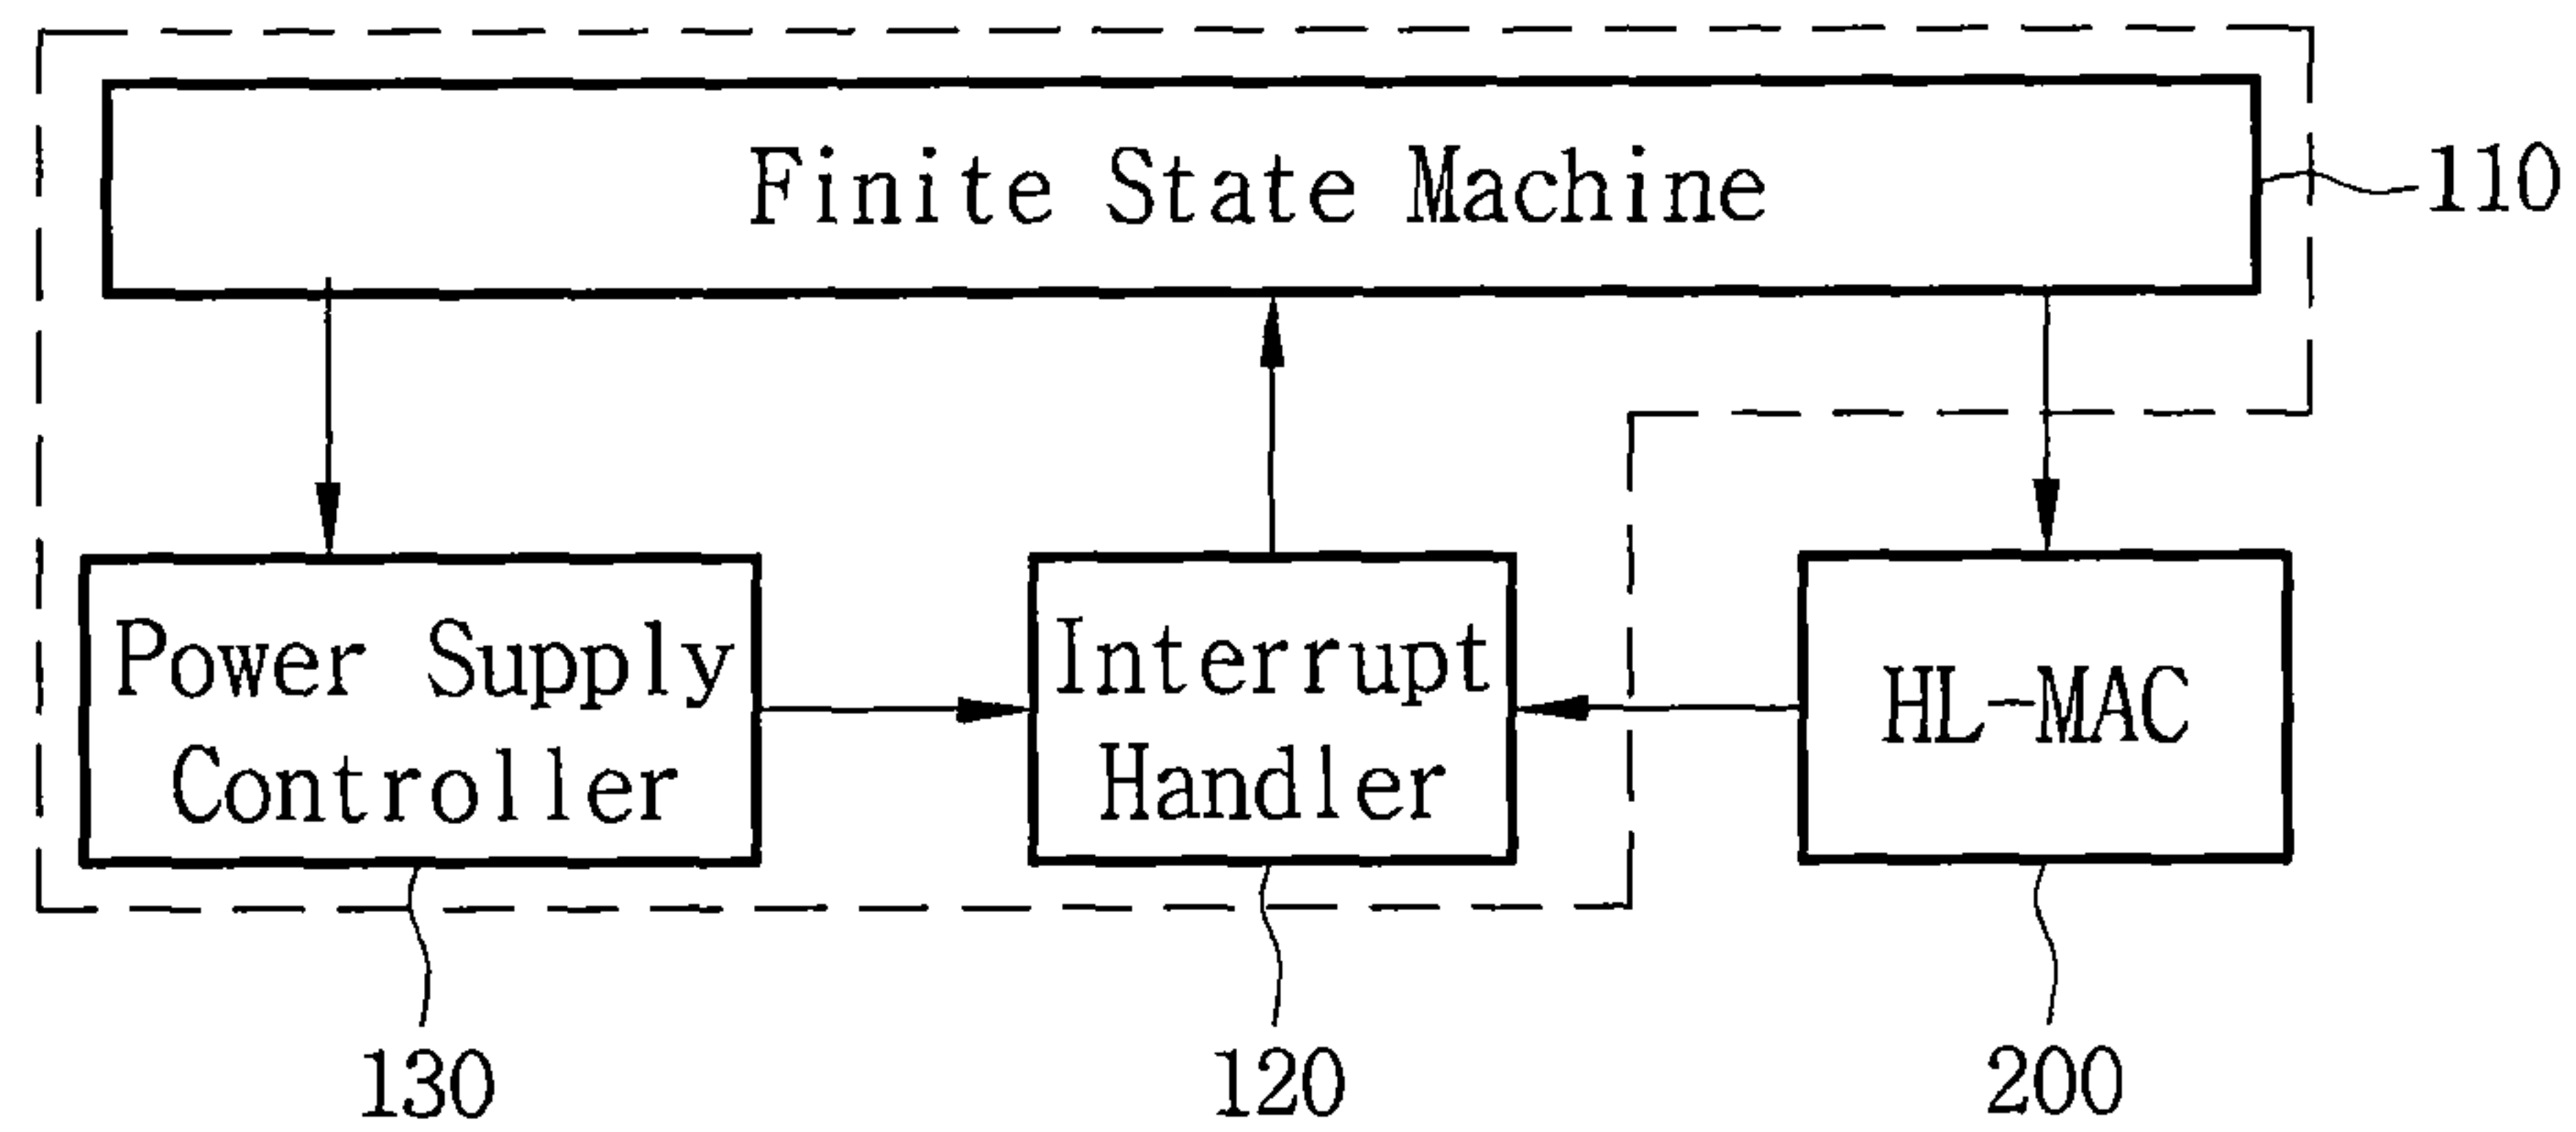 Finite State Machine
110
Power Supply
Controller
Interrupt
Handler
HL-MAC
130
120
200